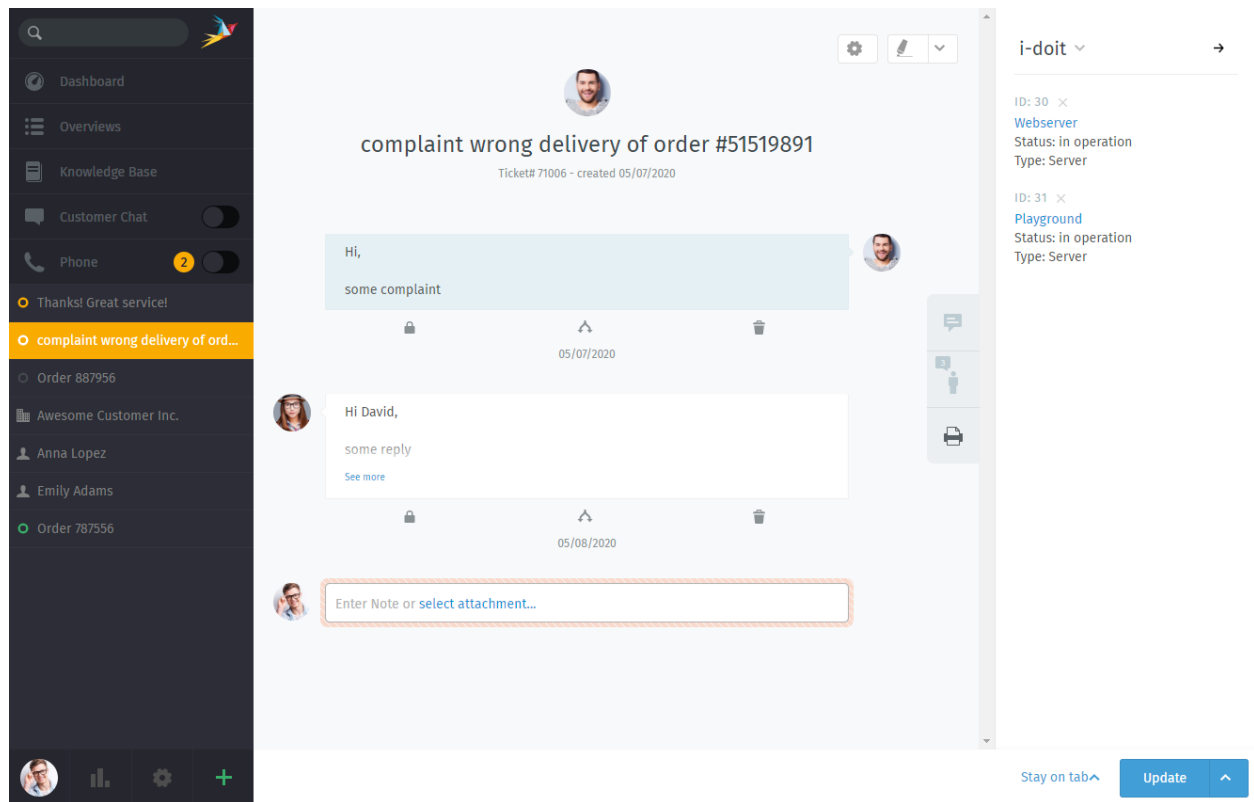 Dashboard
Overviews
Knowledge Base
Customer Chat
Phone 2
Thanks! Great service!
complaint wrong delivery of ord...
Order 887956
Awesome Customer Inc.
Anna Lopez
Emily Adams
Order 787556
complaint wrong delivery of order #51519891
Ticket# 71006 - created 05/07/2020
Hi,
some complaint
05/07/2020
Hi David,
some reply
See more
05/08/2020
Enter Note or select attachment...
3
i-doit
ID: 30
Webserver
Status: in operation
Type: Server
ID: 31
Playground
Status: in operation
Type: Server
Stay on tab
Update